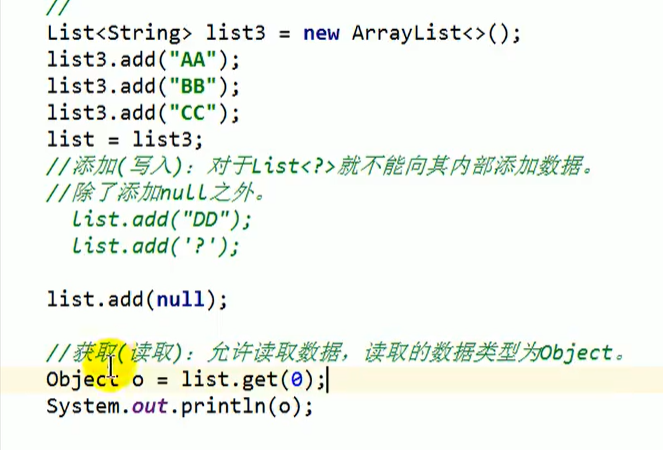 //
List<String> list3 = new ArrayList<>();
list3.add("AA");
list3.add("BB");
list3.add("CC");
list = list3;
//添加(写入)：对于List<?>就不能向其内部添加数据。
//除了添加null之外。
list.add("DD");
list.add('?');
list.add(null);
//获取(读取)：允许读取数据，读取的数据类型为Object。
Object o = list.get(0);
System.out.println(o);